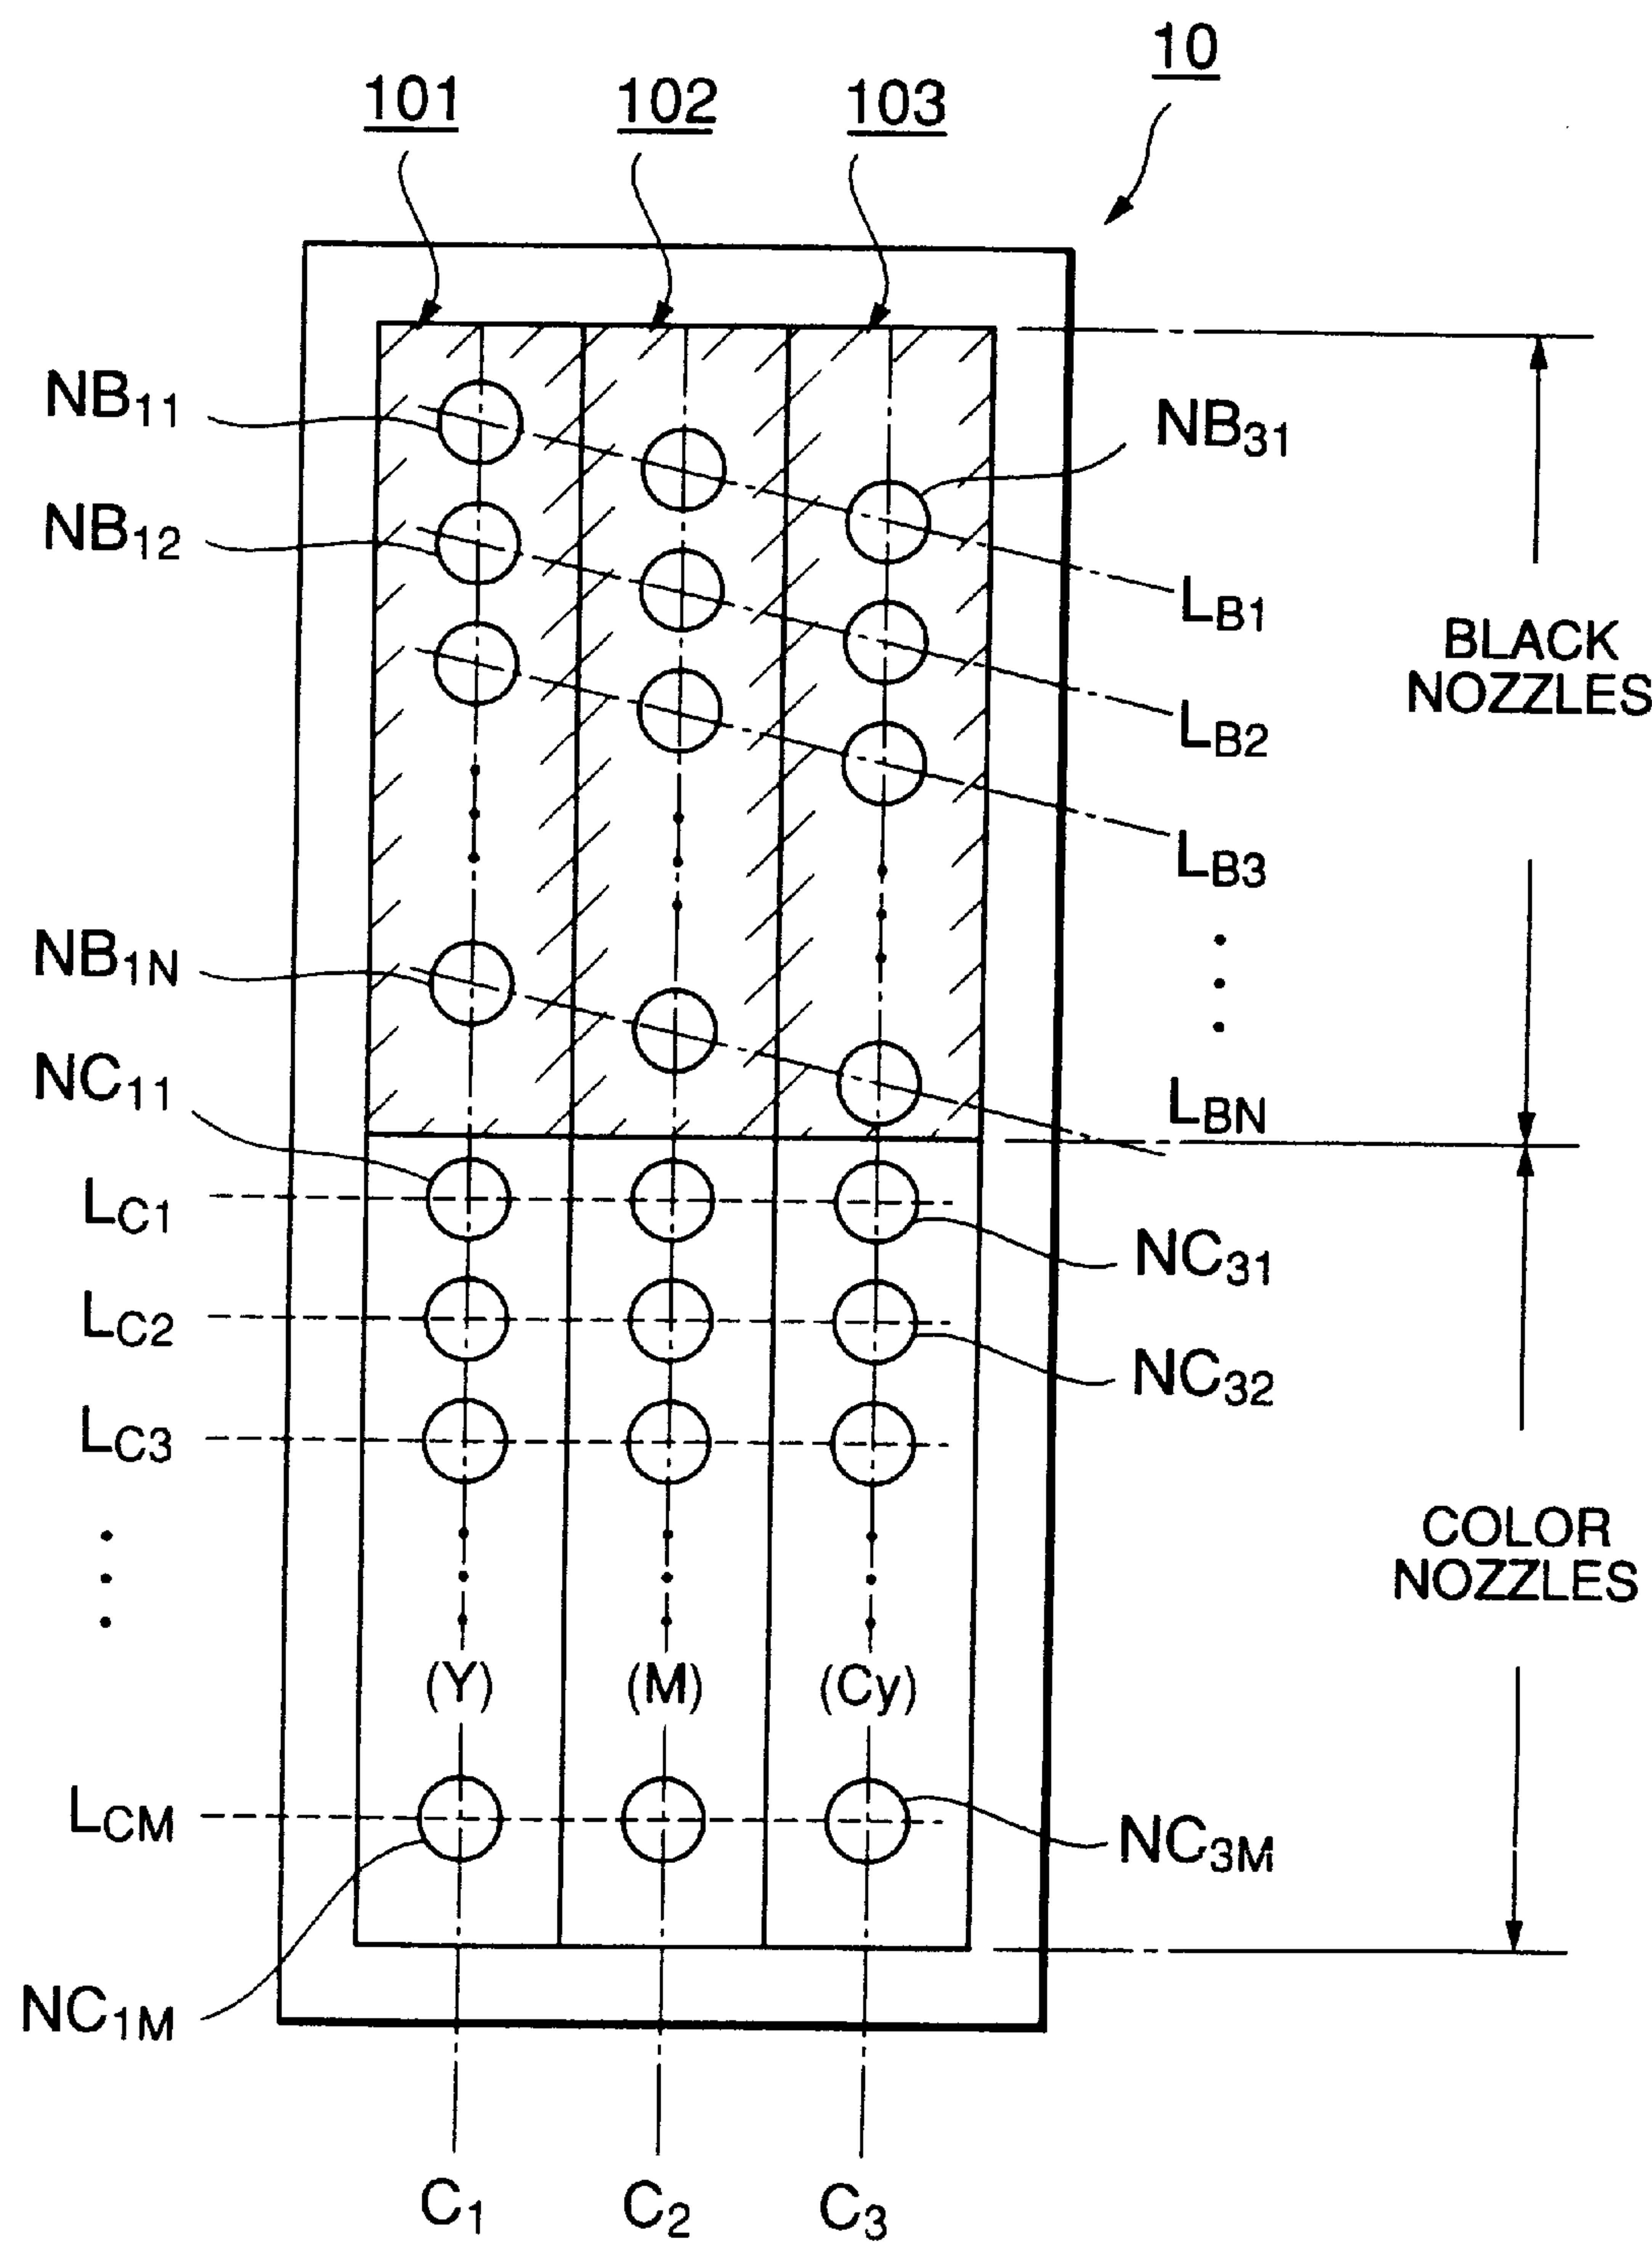 10
101 102 103
NB11
NB31
NB12
LB1
BLACK
NOZZLES
LB2
LB3
NB1N
NC11
LBN
LC1
NC31
LC2
NC32
LC3
COLOR
NOZZLES
(Y) (M) (Cy)
LCM
NC3M
NC1M
C1 C2 C3